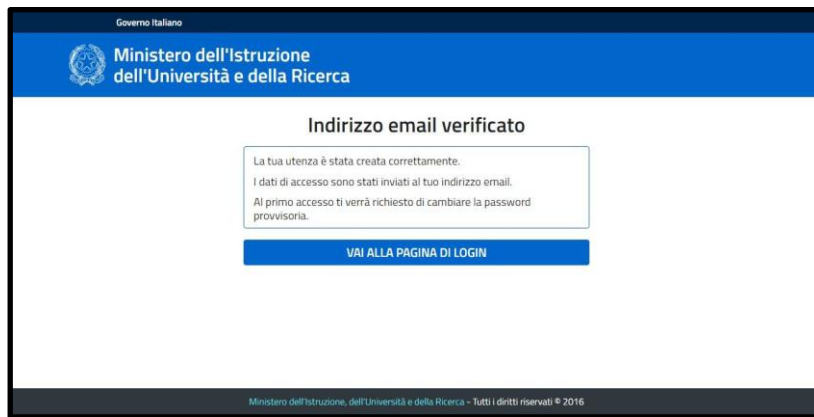 Governo Italiano
Ministero dell'Istruzione
dell'Università e della Ricerca
Indirizzo email verificato
La tua utenza è stata creata correttamente.
I dati di accesso sono stati inviati al tuo indirizzo email.
Al primo accesso ti verrà richiesto di cambiare la password
provvisoria.
VAI ALLA PAGINA DI LOGIN
Ministero dell'Istruzione, dell'Università e della Ricerca - Tutti i diritti riservati © 2016